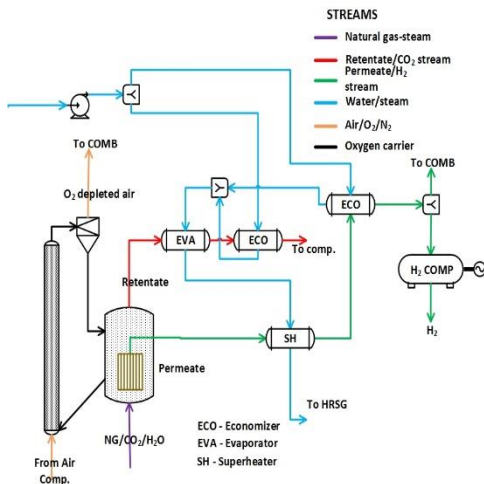 STREAMS
Natural gas-steam
Retentate/CO₂ stream
Permeate/H₂
stream
Water/steam
Air/O₂/N₂
Oxygen carrier
To COMB
O₂ depleted air
To COMB
ECO
EVA
ECO
To comp.
Retentate
H₂ COMP
SH
H₂
Permeate
To HRSG
NG/CO₂/H₂O
ECO - Economizer
EVA - Evaporator
SH - Superheater
From Air
Comp.